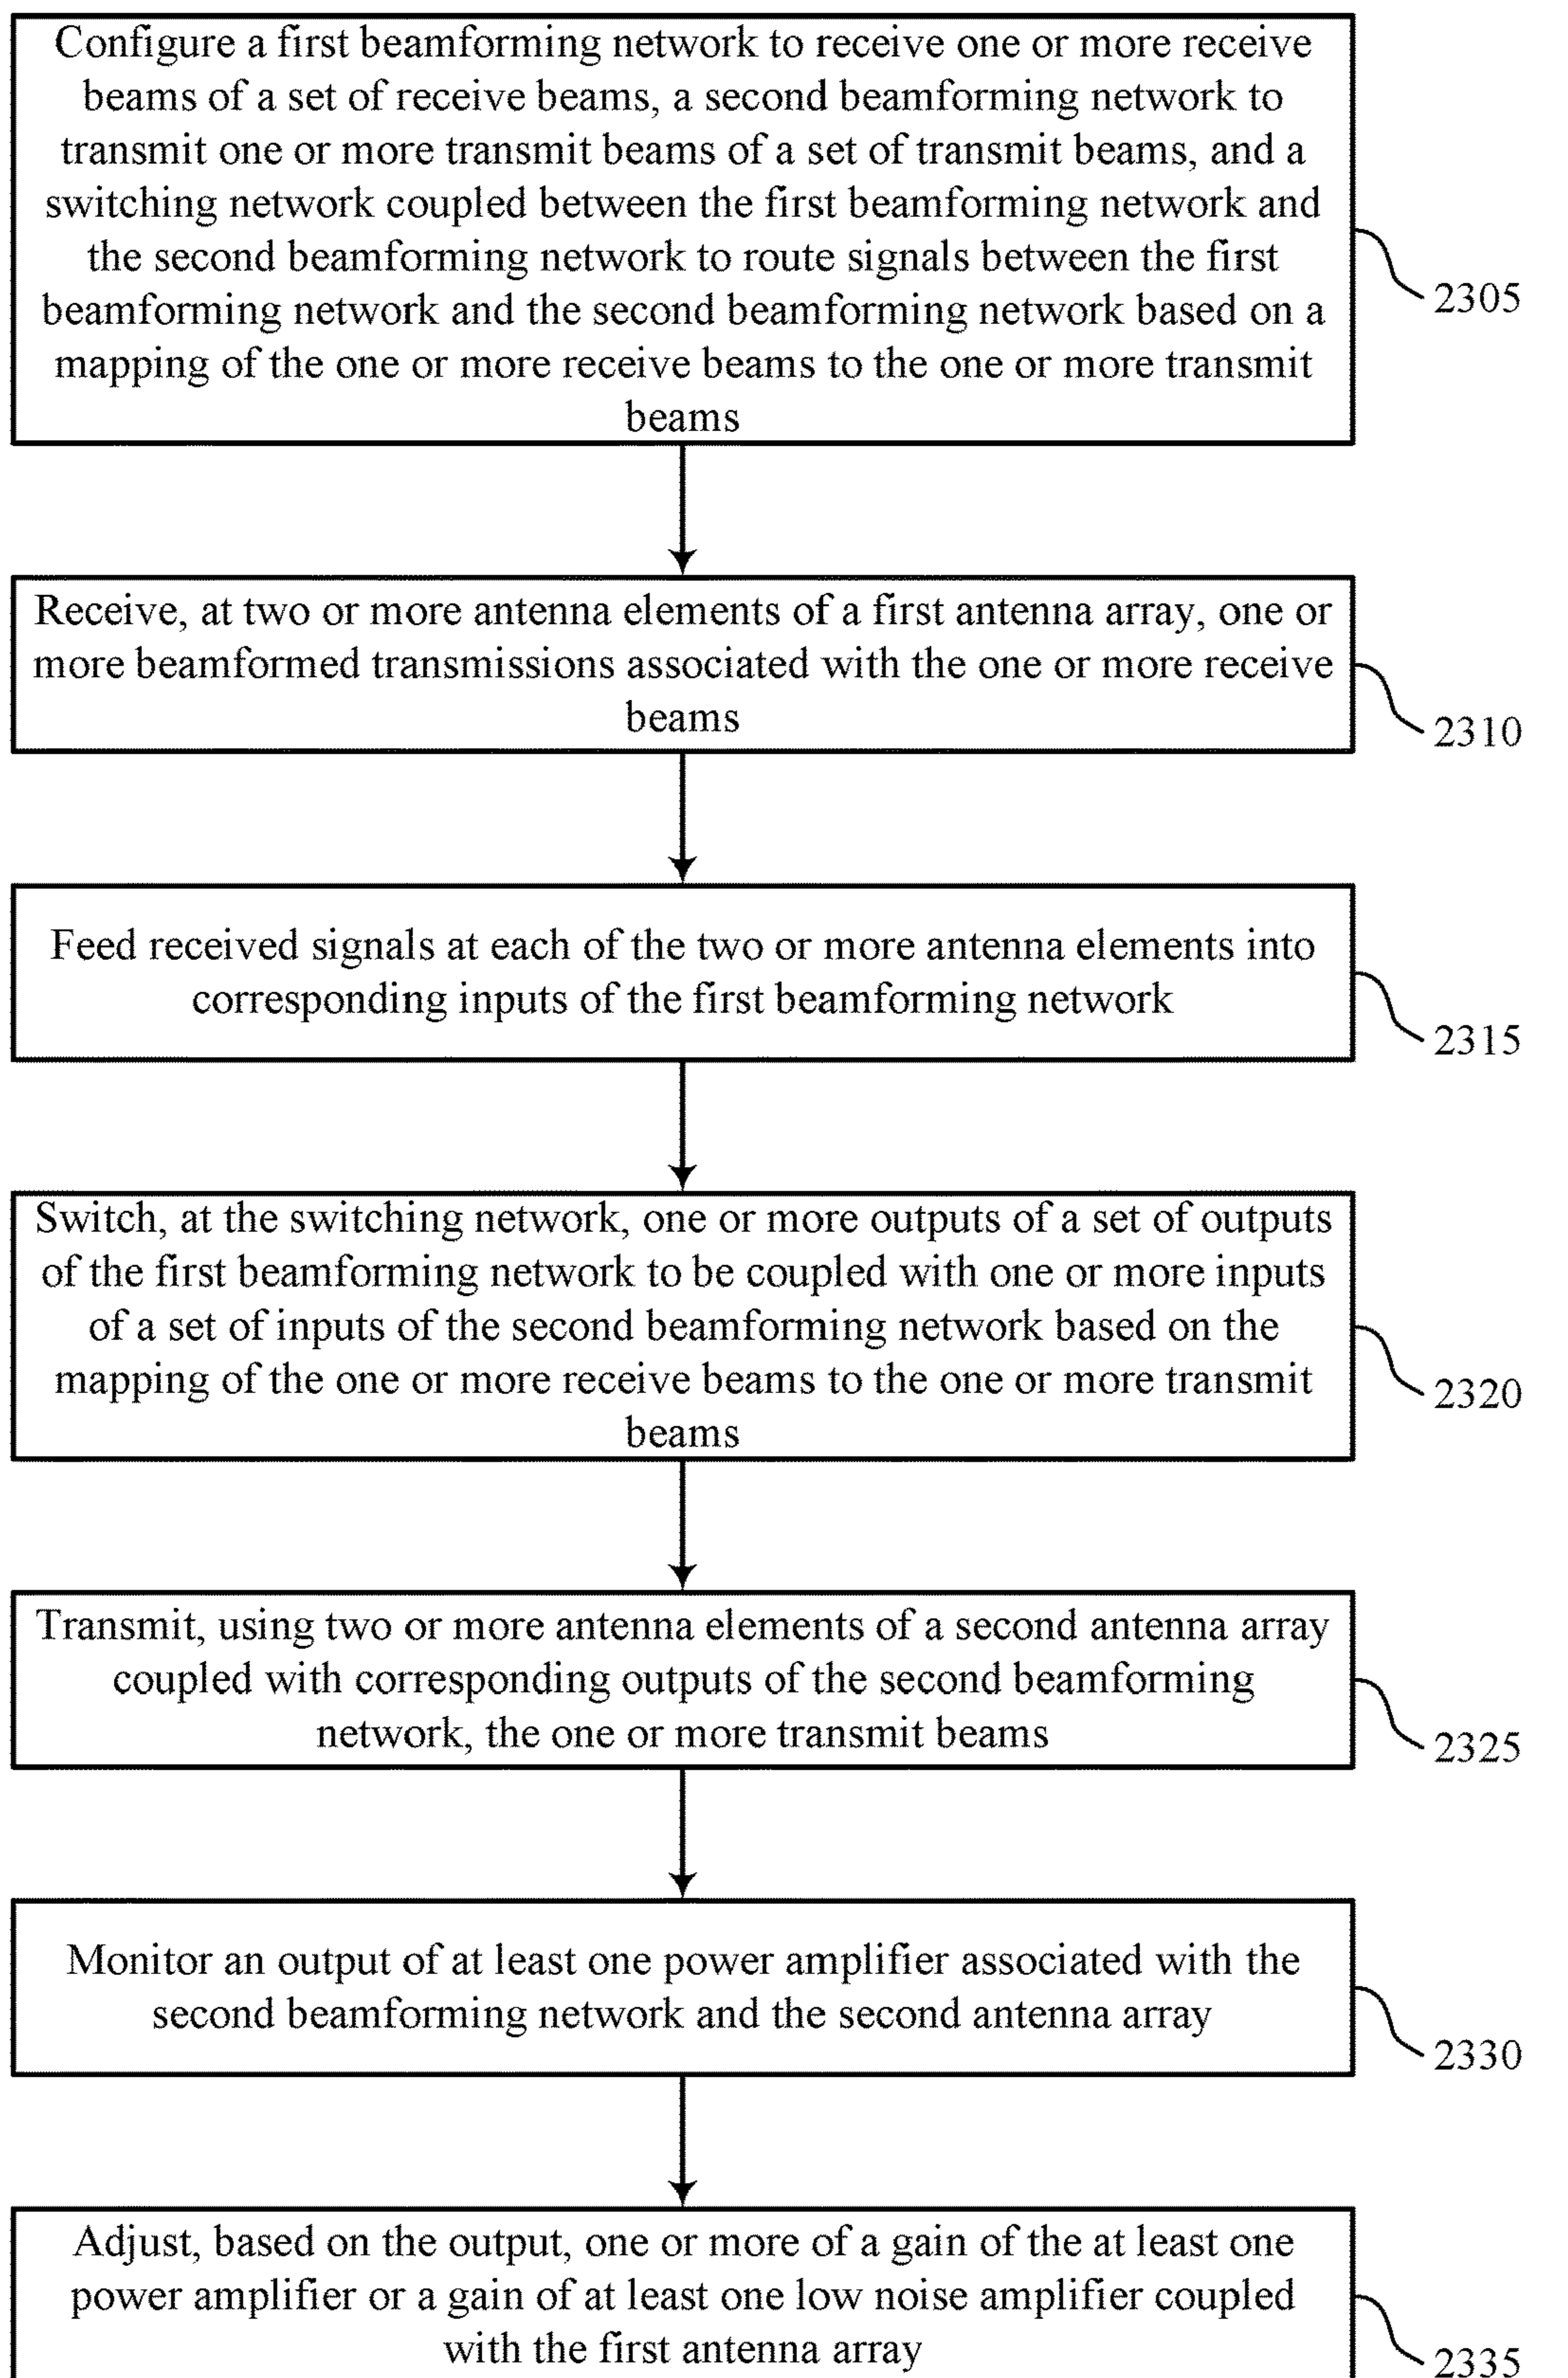 Configure a first beamforming network to receive one or more receive
beams of a set of receive beams, a second beamforming network to
transmit one or more transmit beams of a set of transmit beams, and a
switching network coupled between the first beamforming network and
the second beamforming network to route signals between the first
beamforming network and the second beamforming network based on a
mapping of the one or more receive beams to the one or more transmit
beams
2305
Receive, at two or more antenna elements of a first antenna array, one or
more beamformed transmissions associated with the one or more receive
beams
2310
Feed received signals at each of the two or more antenna elements into
corresponding inputs of the first beamforming network
2315
Switch, at the switching network, one or more outputs of a set of outputs
of the first beamforming network to be coupled with one or more inputs
of a set of inputs of the second beamforming network based on the
mapping of the one or more receive beams to the one or more transmit
beams
2320
Transmit, using two or more antenna elements of a second antenna array
coupled with corresponding outputs of the second beamforming
network, the one or more transmit beams
2325
Monitor an output of at least one power amplifier associated with the
second beamforming network and the second antenna array
2330
Adjust, based on the output, one or more of a gain of the at least one
power amplifier or a gain of at least one low noise amplifier coupled
with the first antenna array
2335